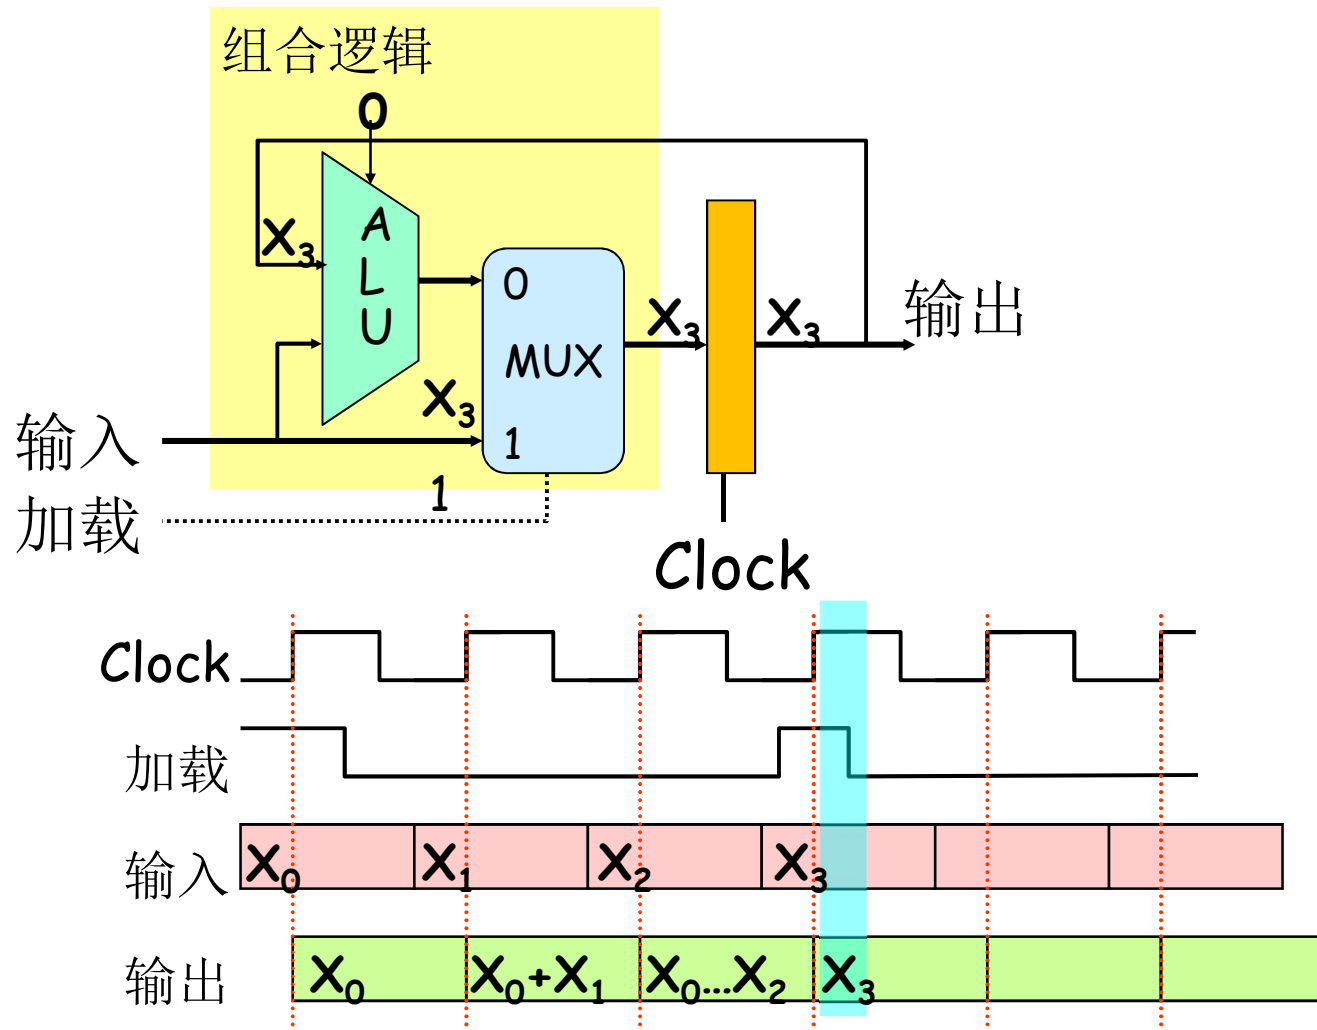 组合逻辑
0
A
L
U
X₃
0
MUX
1
X₃
X₃
X₃
输出
输入
加载
1
Clock
Clock
加载
输入 X₀ X₁ X₂ X₃
输出 X₀ X₀+X₁ X₀...X₂ X₃